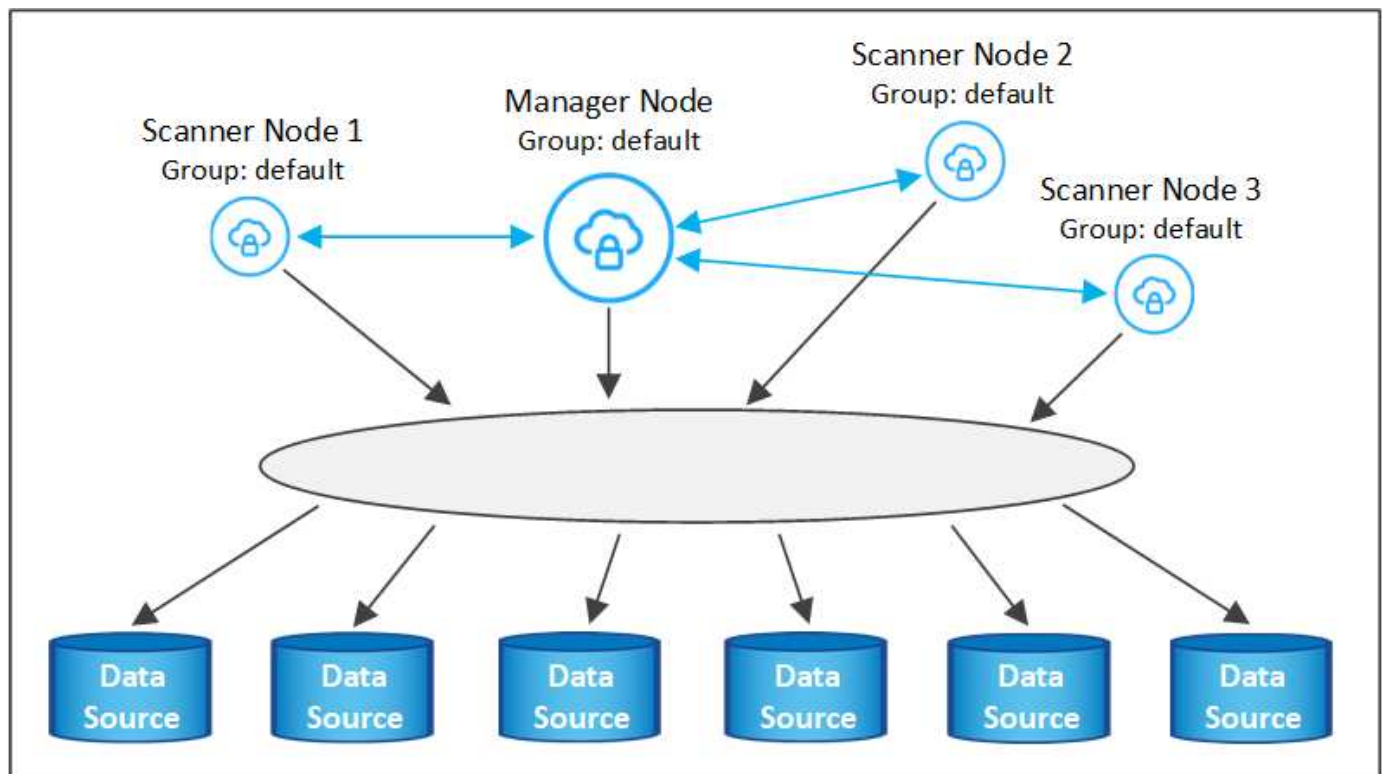 Scanner Node 1
Group: default
Manager Node
Group: default
Scanner Node 2
Group: default
Scanner Node 3
Group: default
Data
Source
Data
Source
Data
Source
Data
Source
Data
Source
Data
Source